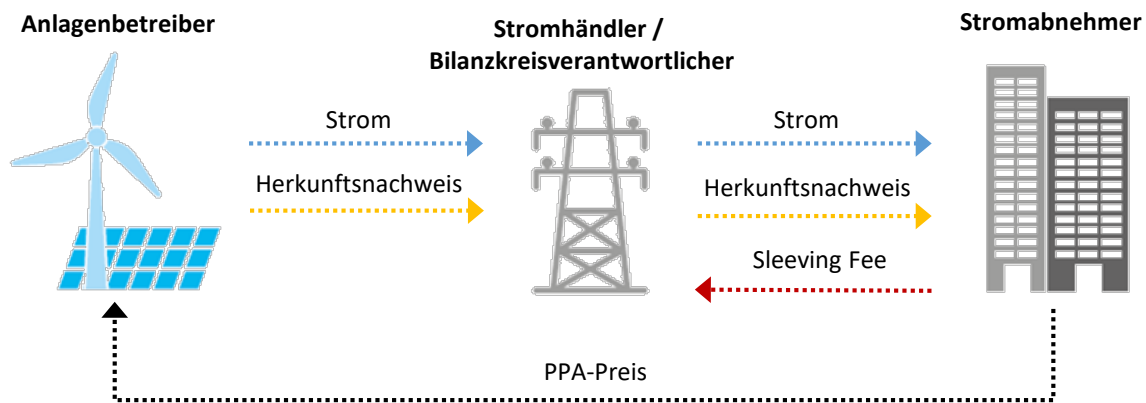 Anlagenbetreiber
Stromhändler /
Bilanzkreisverantwortlicher
Stromabnehmer
Strom
Strom
Herkunftsnachweis
Herkunftsnachweis
Sleeving Fee
PPA-Preis